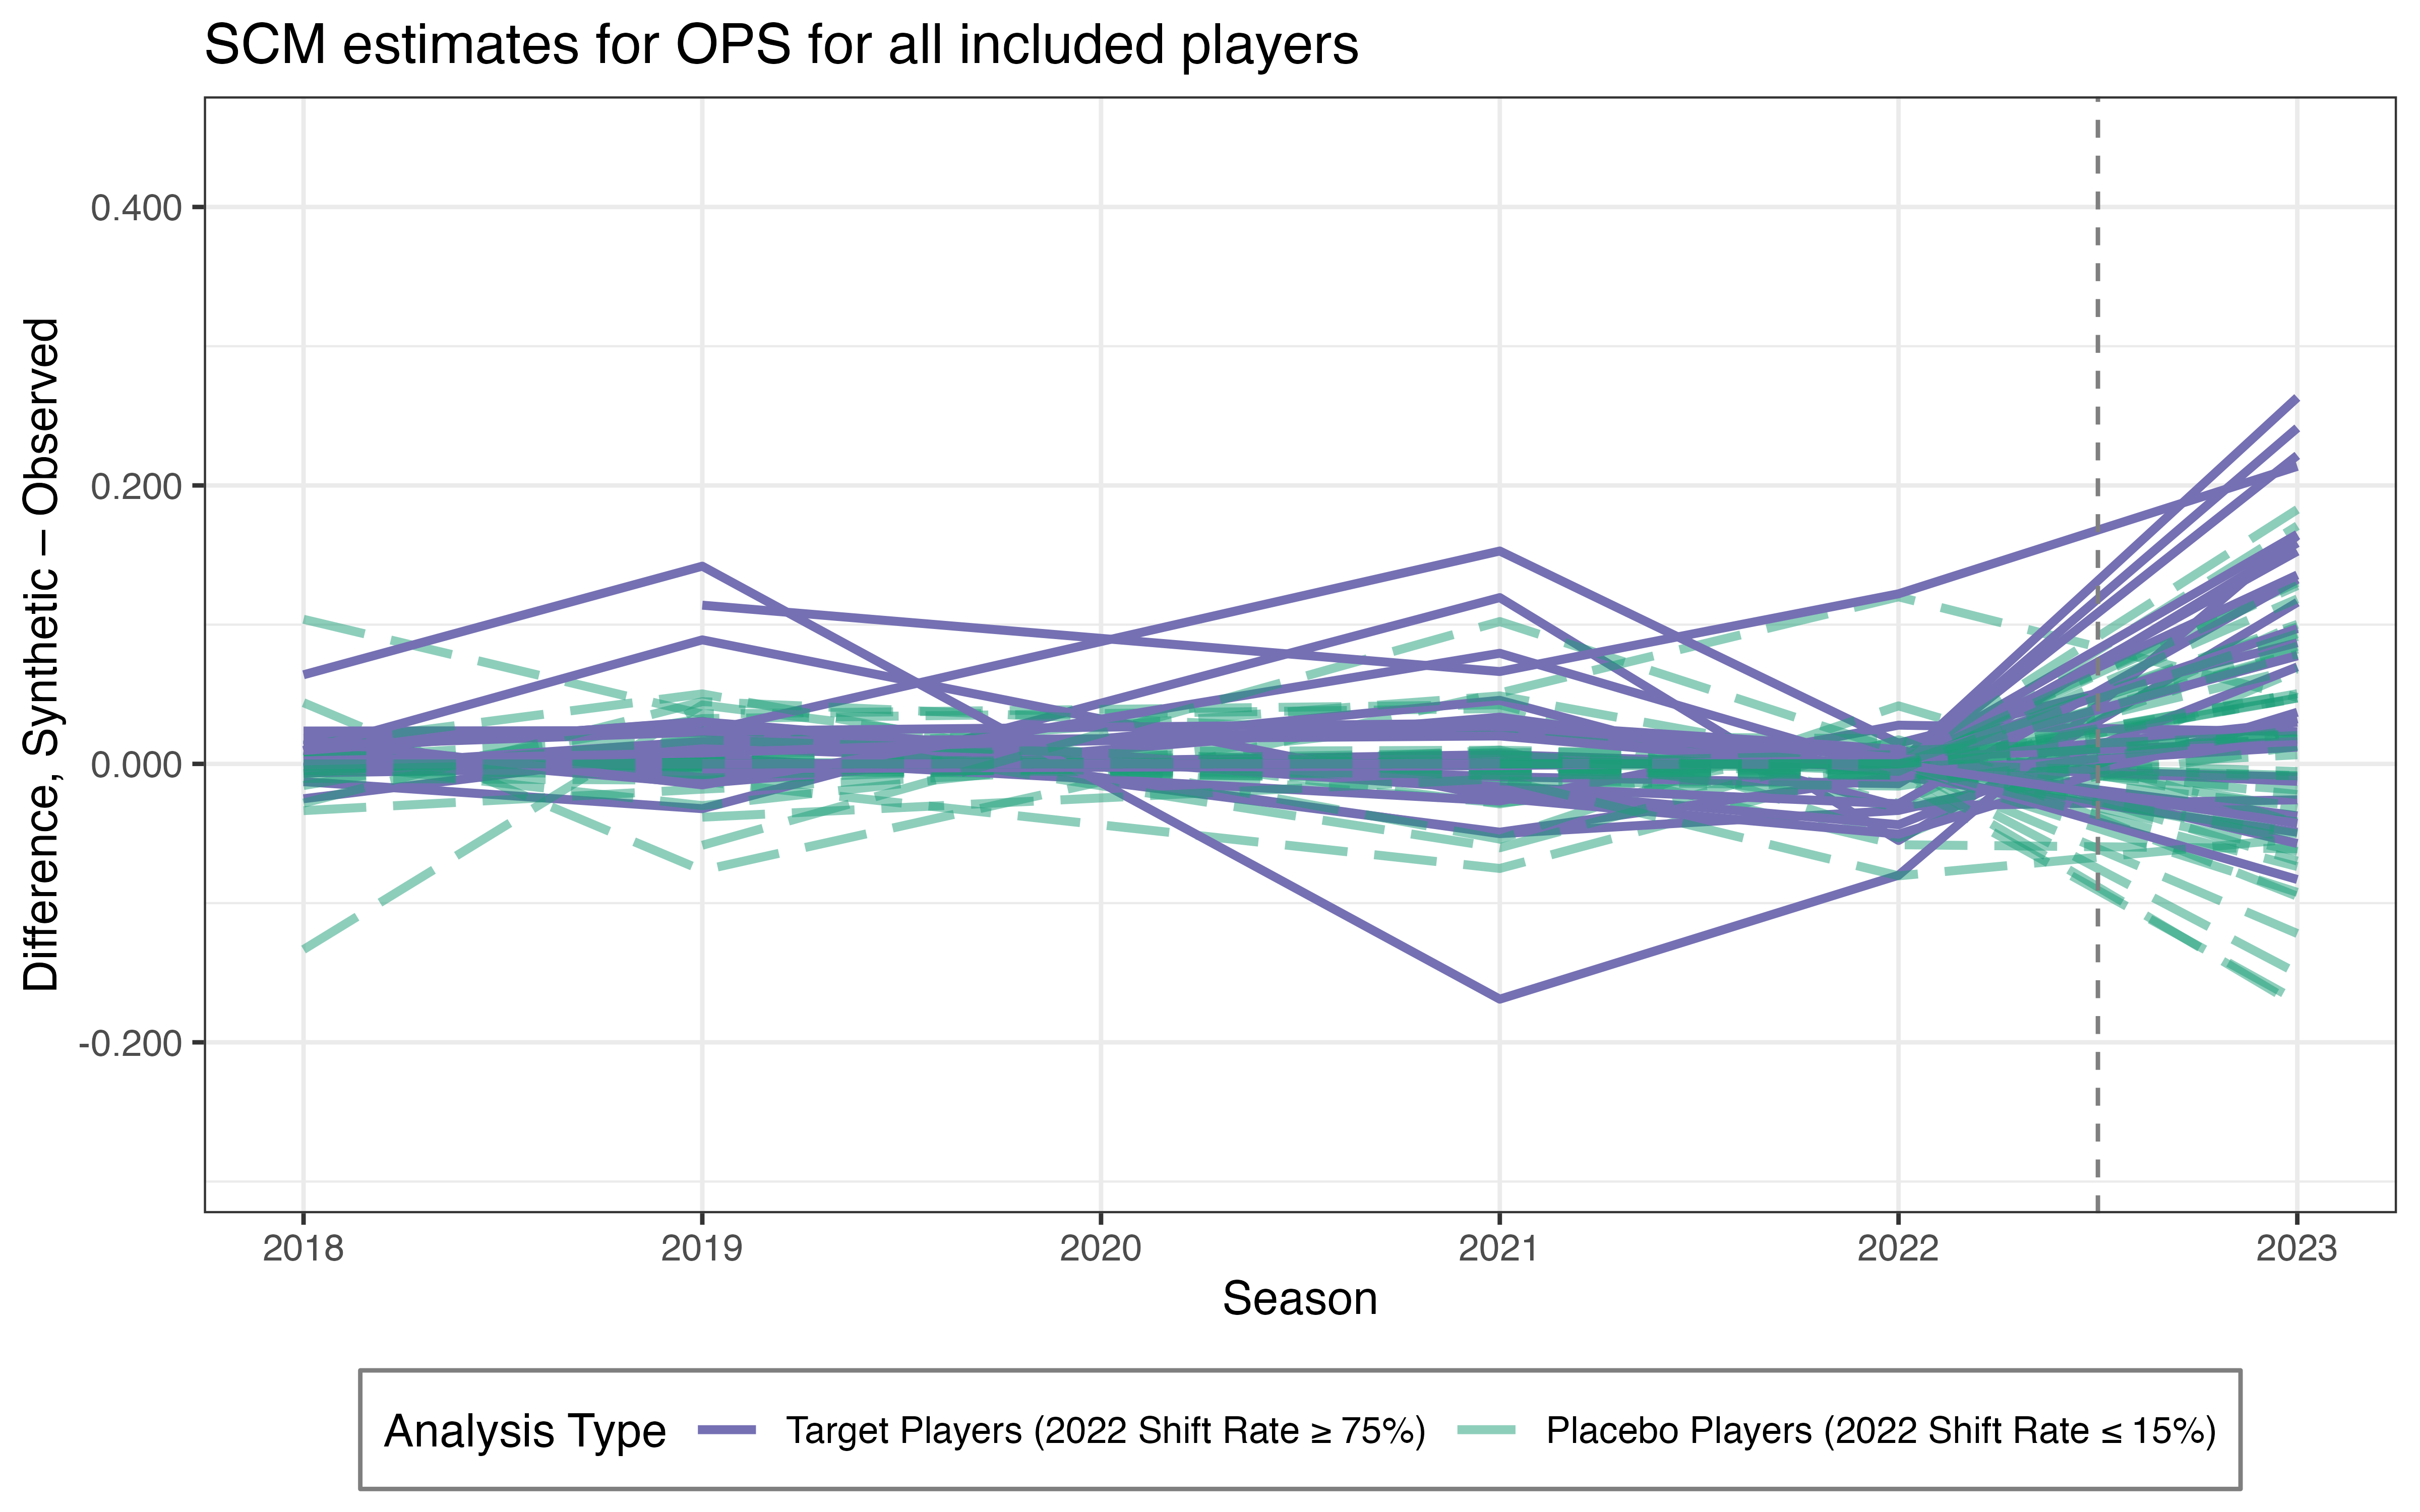 SCM estimates for OPS for all included players
Difference, Synthetic − Observed
0.400
0.200
0.000
-0.200
2018 2019 2020 2021 2022 2023
Season
Analysis Type Target Players (2022 Shift Rate ≥ 75%) Placebo Players (2022 Shift Rate ≤ 15%)